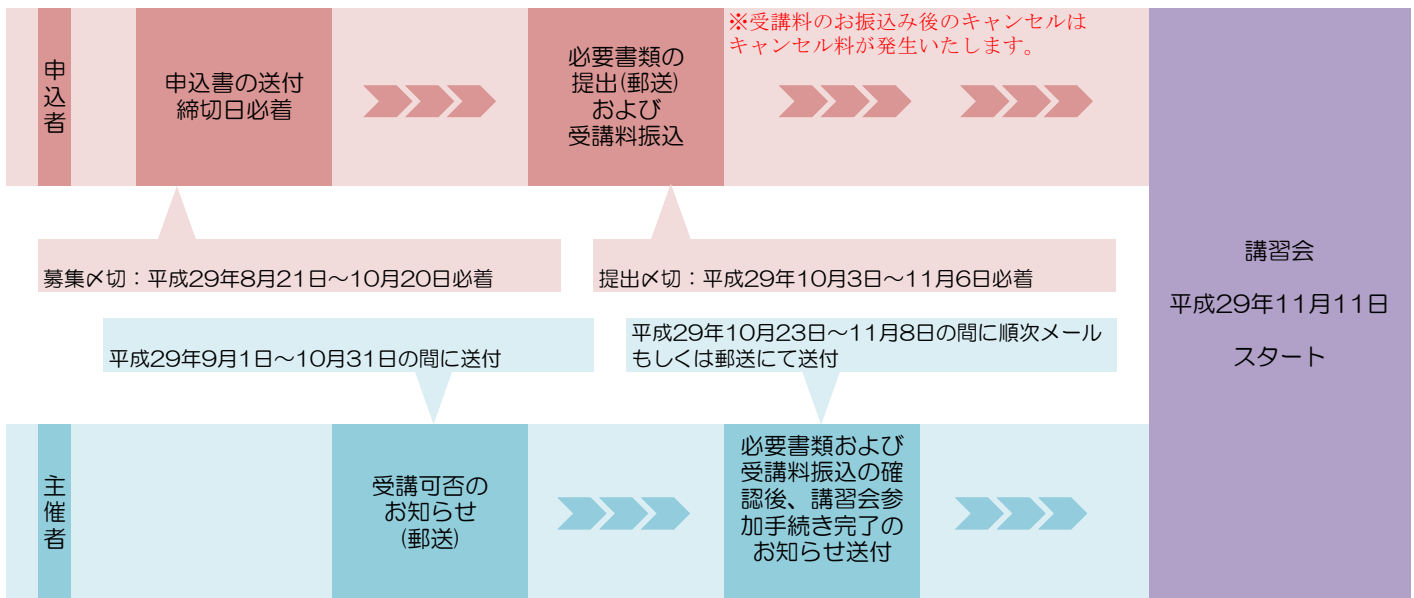 申込者
申込書の送付
締切日必着
必要書類の
提出(郵送)
および
受講料振込
※受講料のお振込み後のキャンセルは
キャンセル料が発生いたします。
募集〆切：平成29年8月21日～10月20日必着
提出〆切：平成29年10月3日～11月6日必着
平成29年9月1日～10月31日の間に送付
平成29年10月23日～11月8日の間に順次メール
もしくは郵送にて送付
主催者
受講可否の
お知らせ
(郵送)
必要書類および
受講料振込の確
認後、講習会参
加手続き完了の
お知らせ送付
講習会
平成29年11月11日
スタート